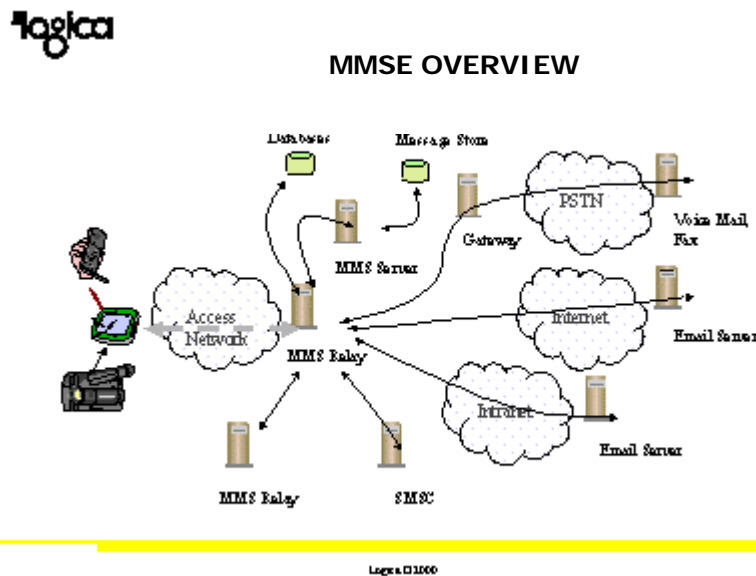 logica
MMSE OVERVIEW
Databases
Message Store
PSTN
Gateway
Voice Mail,
Fax
MMS Server
Access
Network
Internet
MMS Relay
Email Server
Intranet
Email Server
MMS Relay
SMSC
Logica